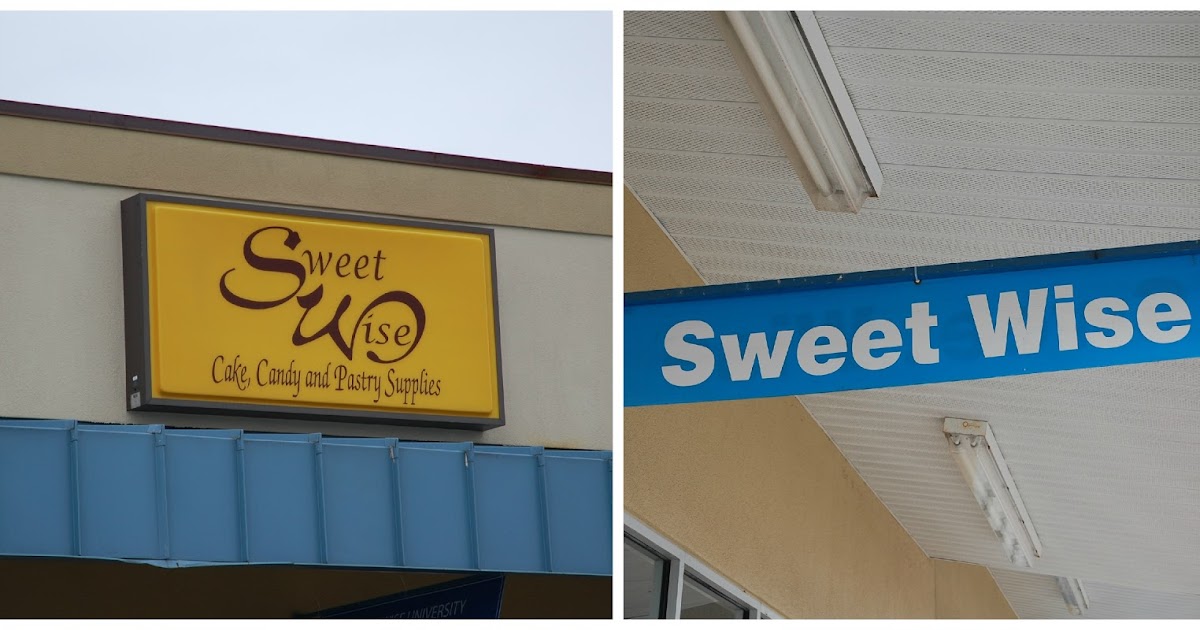 Sweet
Wise
Cake, Candy and Pastry Supplies
UNIVERSITY
Sweet Wise